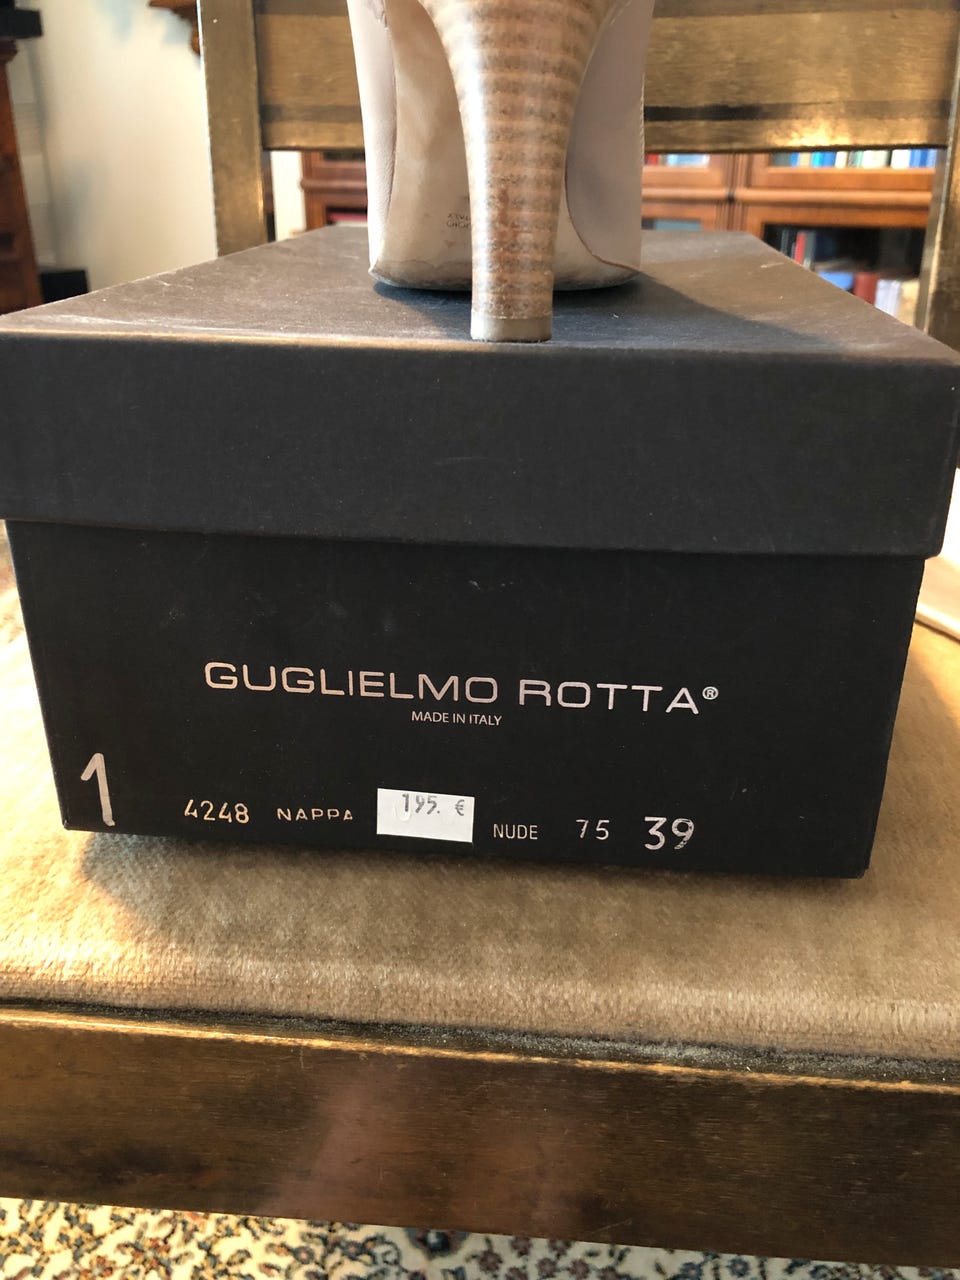 GUGLIELMO ROTTA®
MADE IN ITALY
1 4248 NAPPA 195. € NUDE 75 39